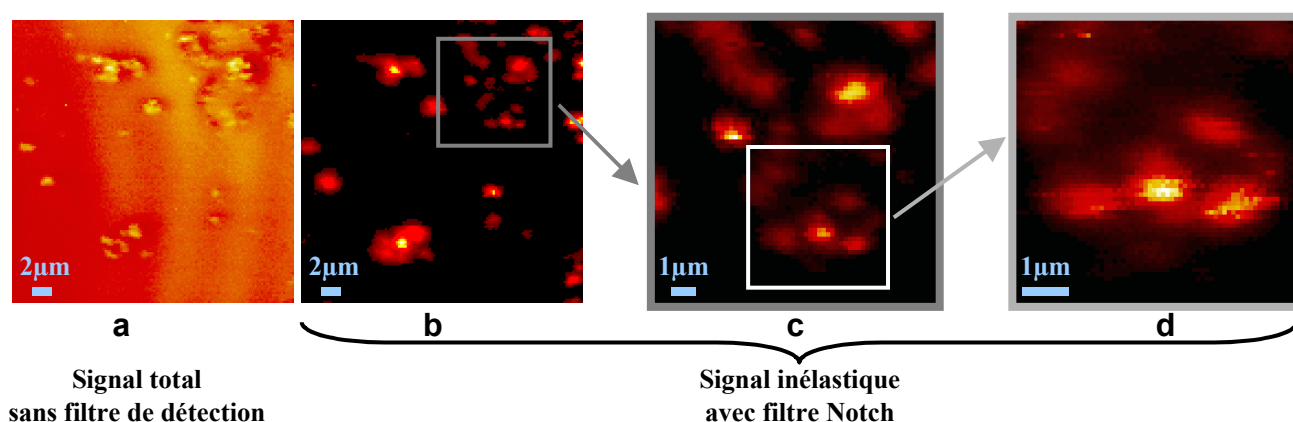 2µm
2µm
1µm
1µm
a
b
c
d
Signal total
sans filtre de détection
Signal inélastique
avec filtre Notch